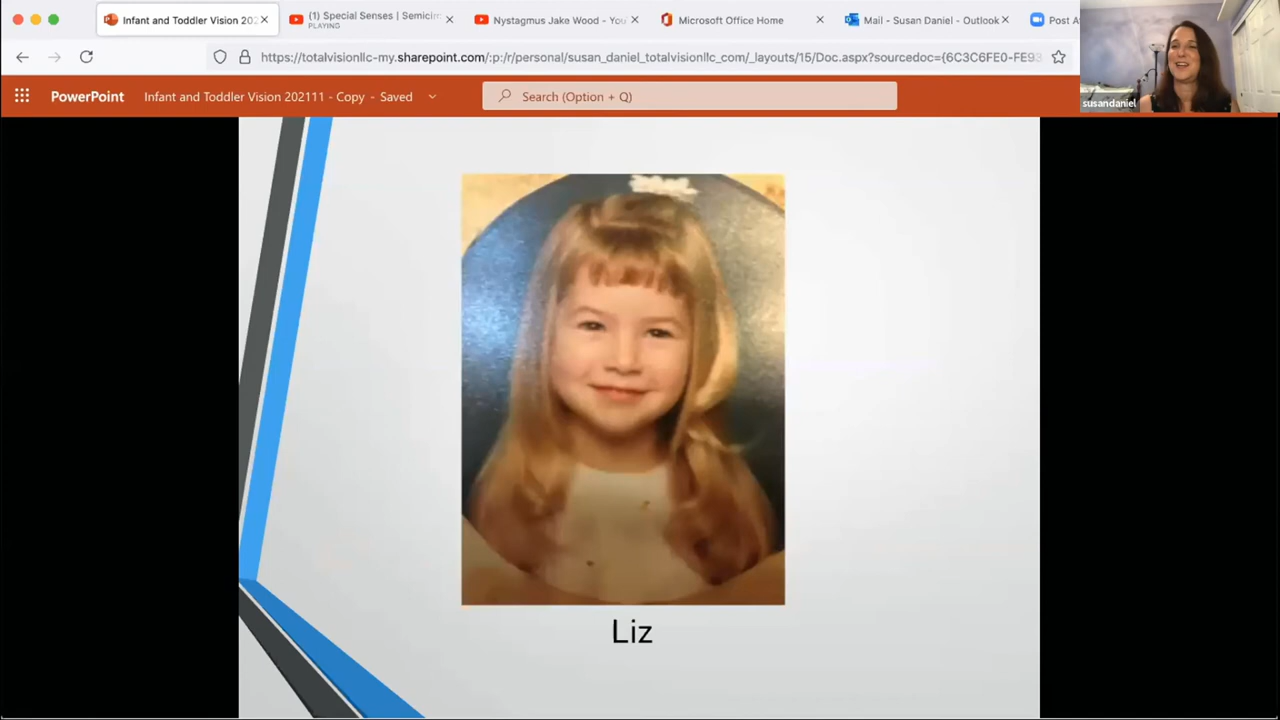 Infant and Toddler Vision 202
(1) Special Senses | Semicirc
PLAYING
Nystagmus Jake Wood - You
Microsoft Office Home
Mail - Susan Daniel - Outlook
Post A
https://totalvisionllc-my.sharepoint.com/:p:/r/personal/susan_daniel_totalvisionllc_com/_layouts/15/Doc.aspx?sourcedoc={6C3C6FE0-FE93
PowerPoint
Infant and Toddler Vision 202111 - Copy - Saved
Search (Option + Q)
susandaniel
Liz